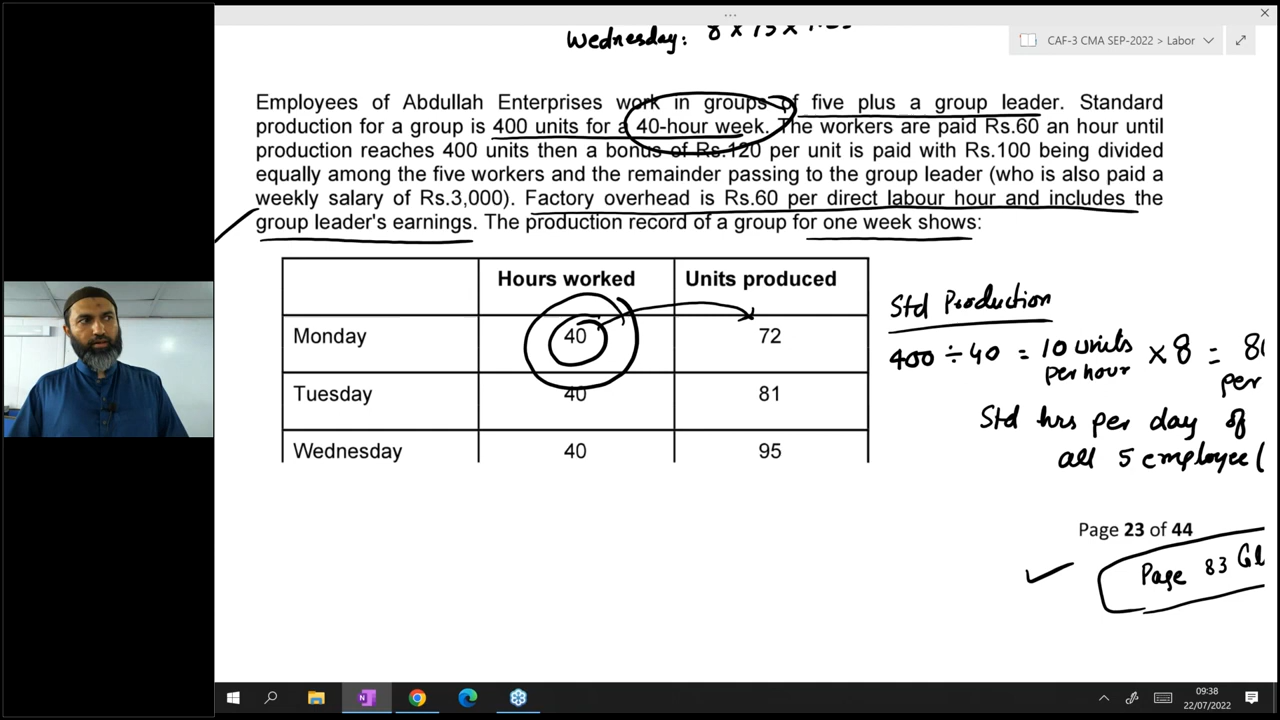 Wednesday: 8 x
CAF-3 CMA SEP-2022 > Labor
Employees of Abdullah Enterprises work in groups of five plus a group leader. Standard
production for a group is 400 units for a 40-hour week. The workers are paid Rs.60 an hour until
production reaches 400 units then a bonus of Rs.120 per unit is paid with Rs.100 being divided
equally among the five workers and the remainder passing to the group leader (who is also paid a
weekly salary of Rs.3,000). Factory overhead is Rs.60 per direct labour hour and includes the
group leader's earnings. The production record of a group for one week shows:
Hours worked Units produced
Monday 40 72
Tuesday 40 81
Wednesday 40 95
Std Production
400 ÷ 40 = 10 units per hour x 8 =
per
Std hrs per day of
all 5 employee (
Page 23 of 44
Page 83
09:38
22/07/2022